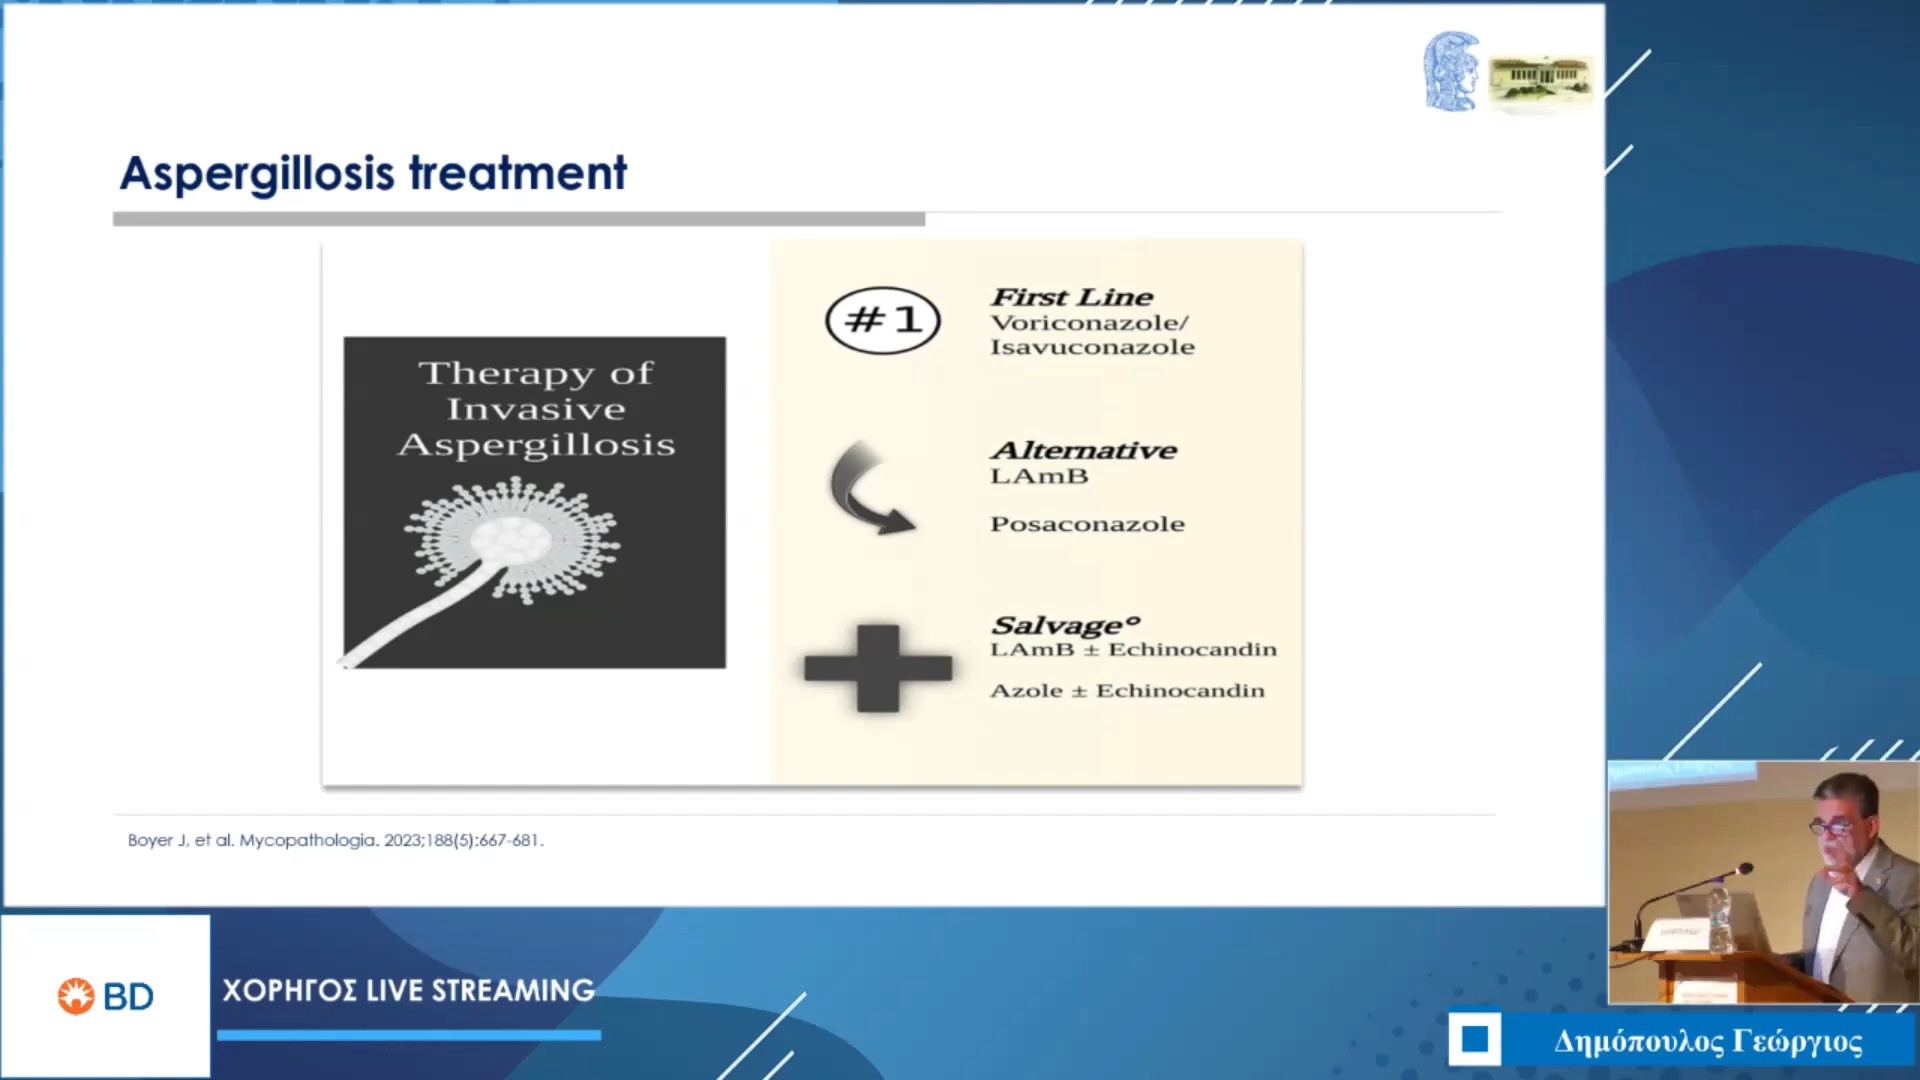 Aspergillosis treatment
Therapy of
Invasive
Aspergillosis
#1
First Line
Voriconazole/
Isavuconazole
Alternative
LAmB
Posaconazole
Salvage°
LAmB ± Echinocandin
Azole ± Echinocandin
Boyer J, et al. Mycopathologia. 2023;188(5):667-681.
BD
ΧΟΡΗΓΟΣ LIVE STREAMING
Δημόπουλος Γεώργιος